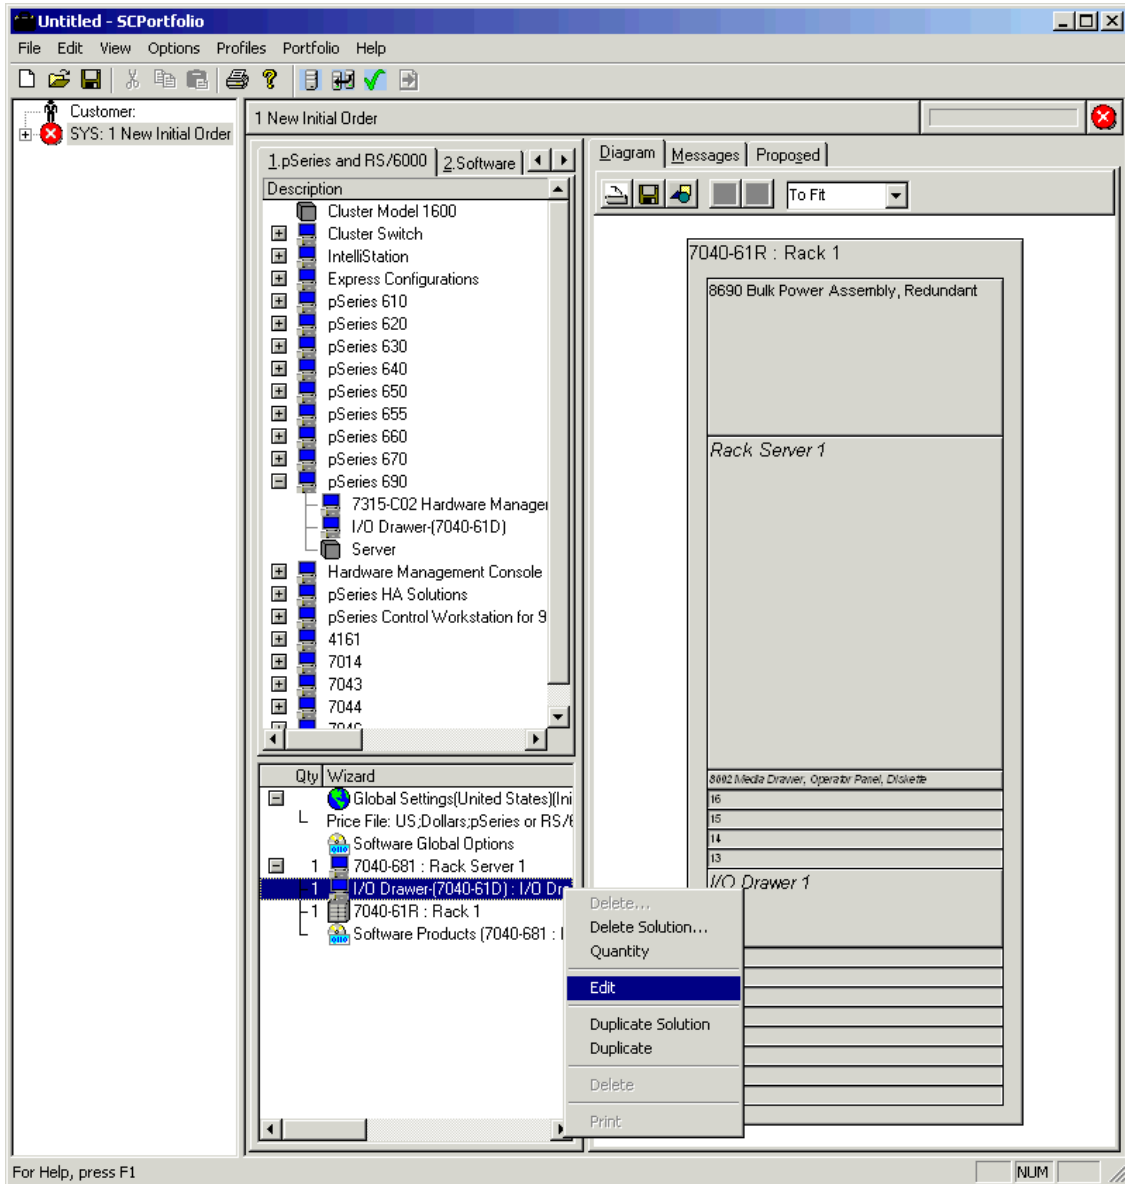 Untitled - SCPortfolio
File Edit View Options Profiles Portfolio Help
Customer:
SYS: 1 New Initial Order
1 New Initial Order
1.pSeries and RS/6000 2.Software
Description
Cluster Model 1600
Cluster Switch
IntelliStation
Express Configurations
pSeries 610
pSeries 620
pSeries 630
pSeries 640
pSeries 650
pSeries 655
pSeries 660
pSeries 670
pSeries 690
7315-C02 Hardware Manager
I/O Drawer-(7040-61D)
Server
Hardware Management Console
pSeries HA Solutions
pSeries Control Workstation for 9
4161
7014
7043
7044
Qty Wizard
Global Settings(United States)(Ini
Price File: US;Dollars;pSeries or RS/6
Software Global Options
1 7040-681 : Rack Server 1
1 I/O Drawer-(7040-61D) : I/O Dra
1 7040-61R : Rack 1
Software Products (7040-681 : I
Diagram Messages Proposed
To Fit
7040-61R : Rack 1
8690 Bulk Power Assembly, Redundant
Rack Server 1
8692 Media Drawer, Operator Panel, Diskette
16
15
14
13
I/O Drawer 1
Delete...
Delete Solution...
Quantity
Edit
Duplicate Solution
Duplicate
Delete
Print
For Help, press F1
NUM